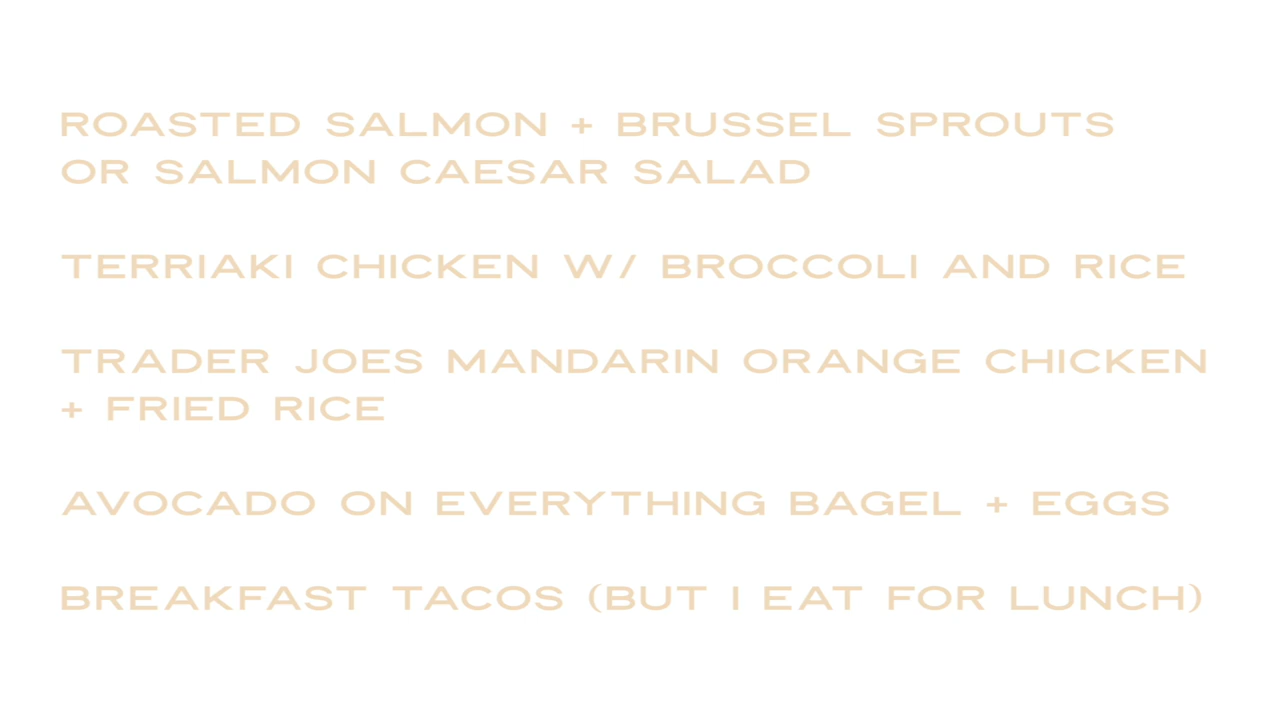 ROASTED SALMON + BRUSSEL SPROUTS
OR SALMON CAESAR SALAD
TERRIAKI CHICKEN W/ BROCCOLI AND RICE
TRADER JOES MANDARIN ORANGE CHICKEN
+ FRIED RICE
AVOCADO ON EVERYTHING BAGEL + EGGS
BREAKFAST TACOS (BUT I EAT FOR LUNCH)